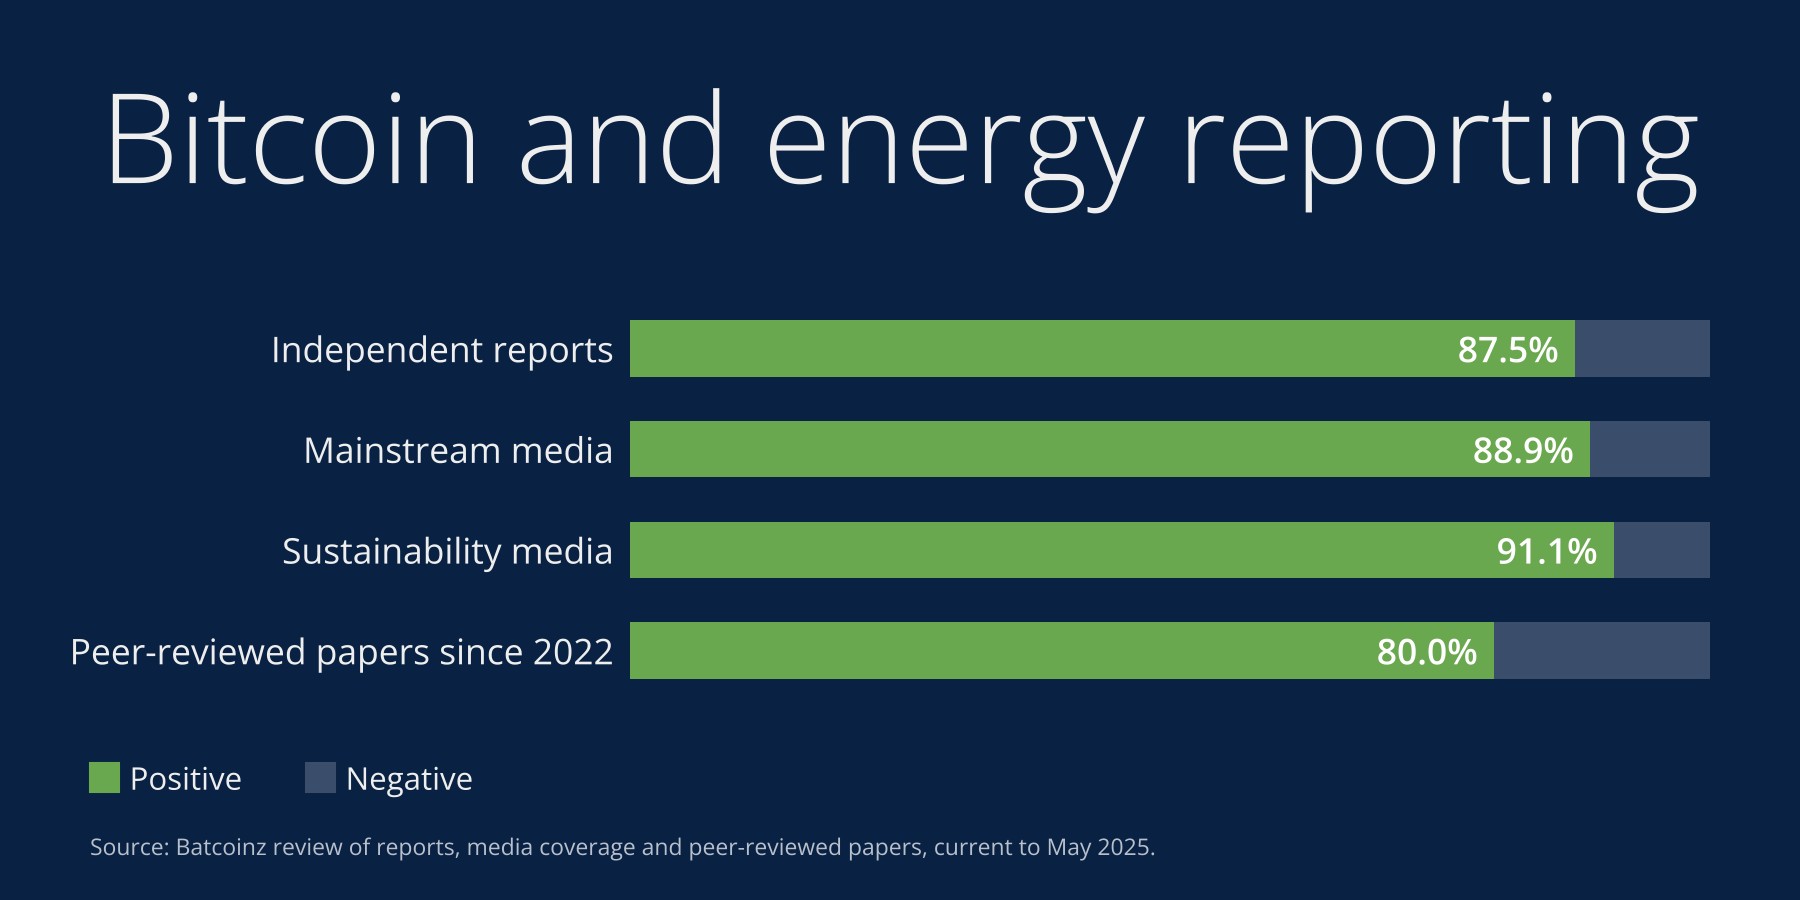 Bitcoin and energy reporting
Independent reports 87.5%
Mainstream media 88.9%
Sustainability media 91.1%
Peer-reviewed papers since 2022 80.0%
Positive Negative
Source: Batcoinz review of reports, media coverage and peer-reviewed papers, current to May 2025.